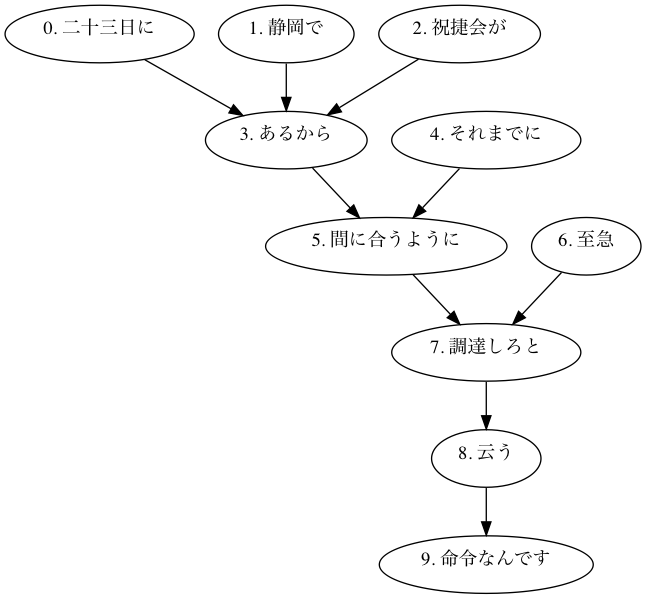 0. 二十三日に
1. 静岡で
2. 祝捷会が
3. あるから
4. それまでに
5. 間に合うように
6. 至急
7. 調達しろと
8. 云う
9. 命令なんです